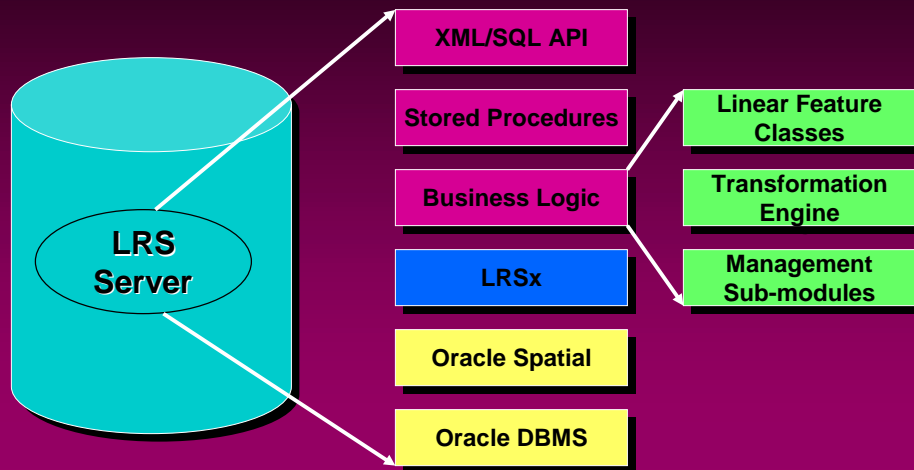 LRS
Server
XML/SQL API
Stored Procedures
Business Logic
LRSx
Oracle Spatial
Oracle DBMS
Linear Feature
Classes
Transformation
Engine
Management
Sub-modules